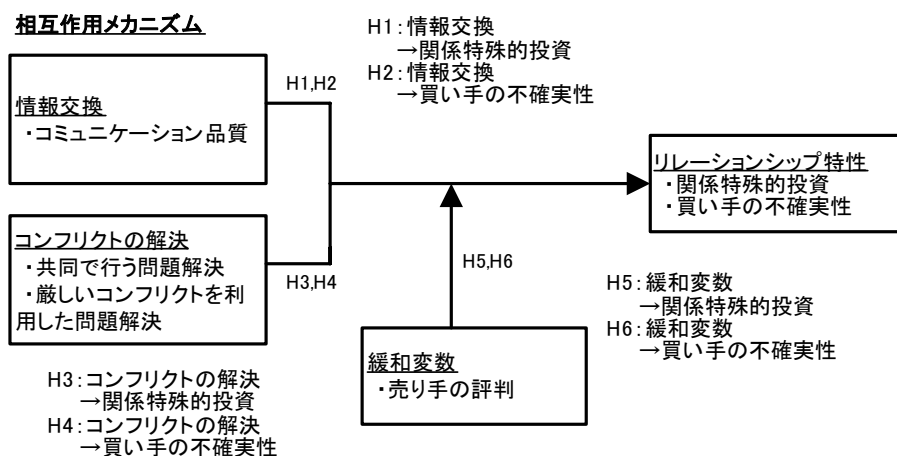 相互作用メカニズム
情報交換
・コミュニケーション品質
H1,H2
H1：情報交換
→関係特殊的投資
H2：情報交換
→買い手の不確実性
リレーションシップ特性
・関係特殊的投資
・買い手の不確実性
コンフリクトの解決
・共同で行う問題解決
・厳しいコンフリクトを利
用した問題解決
H3,H4
H5,H6
H5：緩和変数
→関係特殊的投資
H6：緩和変数
→買い手の不確実性
緩和変数
・売り手の評判
H3：コンフリクトの解決
→関係特殊的投資
H4：コンフリクトの解決
→買い手の不確実性